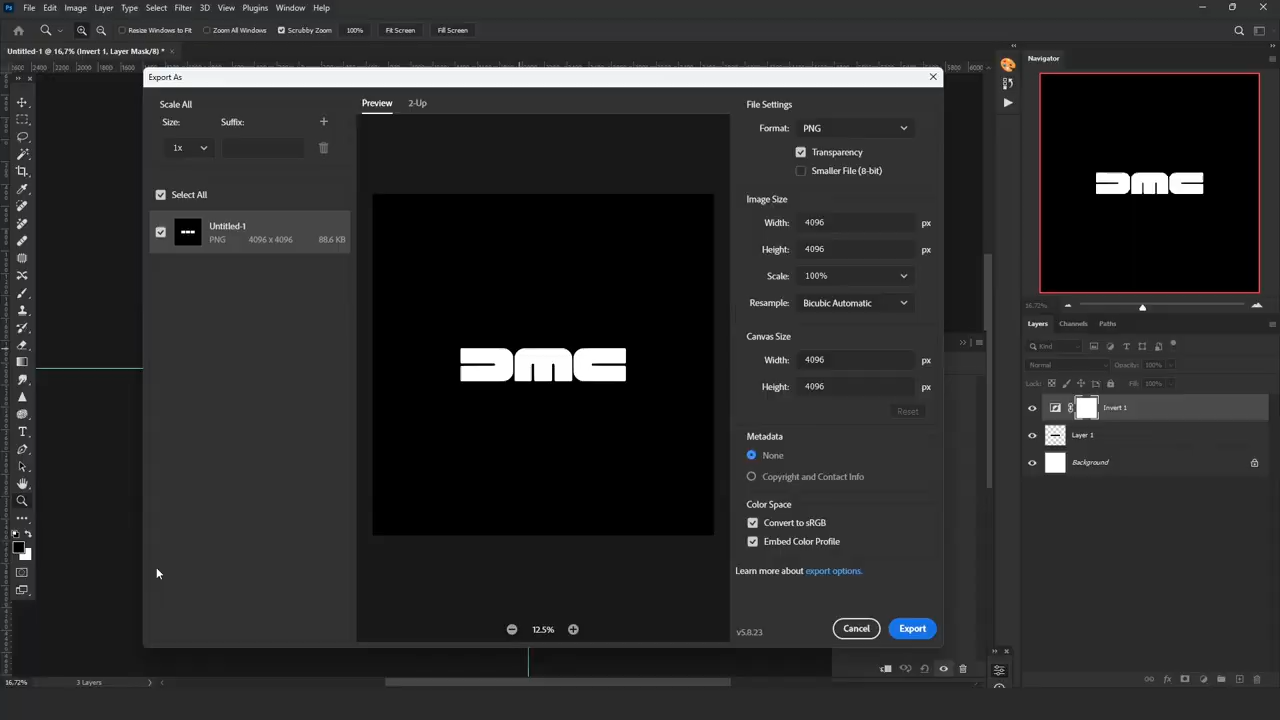 File Edit Image Layer Type Select Filter 3D View Plugins Window Help
Resize Windows to Fit Zoom All Windows Scrubby Zoom 100% Fit Screen Fill Screen
Untitled-1 @ 16,7% (Invert 1, Layer Mask/8) *
Export As
Scale All
Size: Suffix:
1x
Select All
Untitled-1
PNG 4096 x 4096 88.6 KB
Preview 2-Up
DMC
12.5%
File Settings
Format: PNG
Transparency
Smaller File (8-bit)
Image Size
Width: 4096 px
Height: 4096 px
Scale: 100%
Resample: Bicubic Automatic
Canvas Size
Width: 4096 px
Height: 4096 px
Reset
Metadata
None
Copyright and Contact Info
Color Space
Convert to sRGB
Embed Color Profile
Learn more about export options.
v5.8.23
Cancel Export
Navigator
DMC
16.72%
Layers Channels Paths
Kind
Normal Opacity: 100%
Lock: Fill: 100%
Invert 1
Layer 1
Background
16,72% 3 Layers